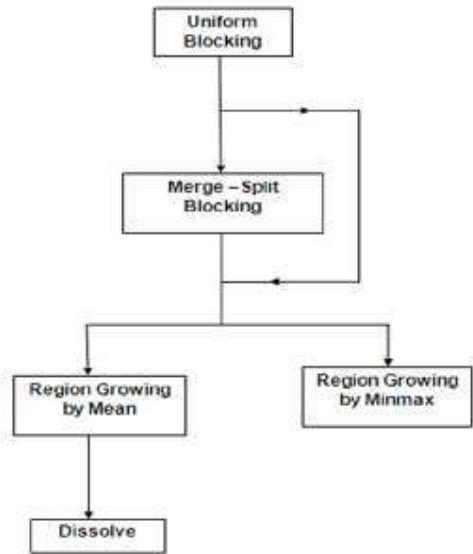 Uniform
Blocking
Merge – Split
Blocking
Region Growing
by Mean
Region Growing
by Minmax
Dissolve